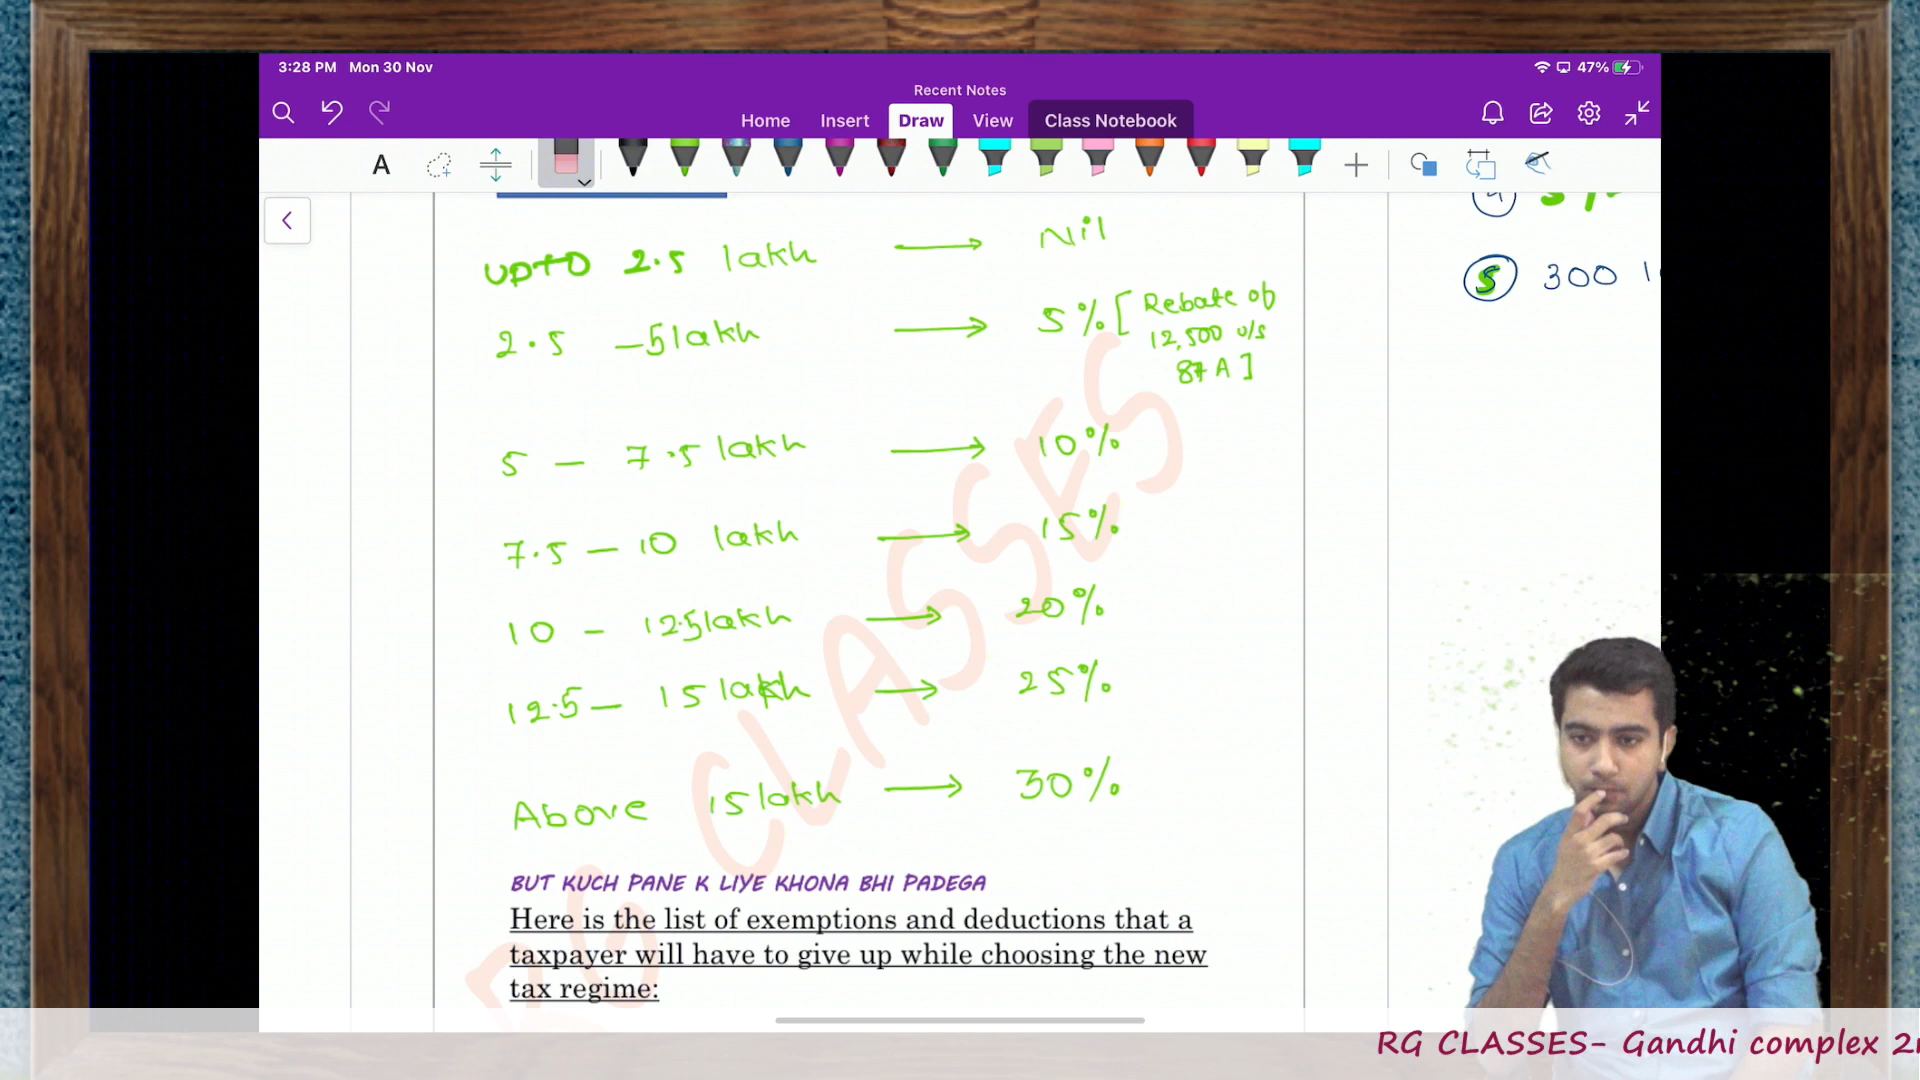 3:28 PM Mon 30 Nov
47%
Recent Notes
Home Insert Draw View Class Notebook
A
UPTO 2.5 lakh → Nil
2.5 – 5 lakh → 5% [Rebate of
12,500 u/s
87A]
5 – 7.5 lakh → 10%
7.5 – 10 lakh → 15%
10 – 12.5 lakh → 20%
12.5 – 15 lakh → 25%
Above 15 lakh → 30%
BUT KUCH PANE K LIYE KHONA BHI PADEGA
Here is the list of exemptions and deductions that a
taxpayer will have to give up while choosing the new
tax regime:
5 300
RG CLASSES
RG CLASSES- Gandhi complex